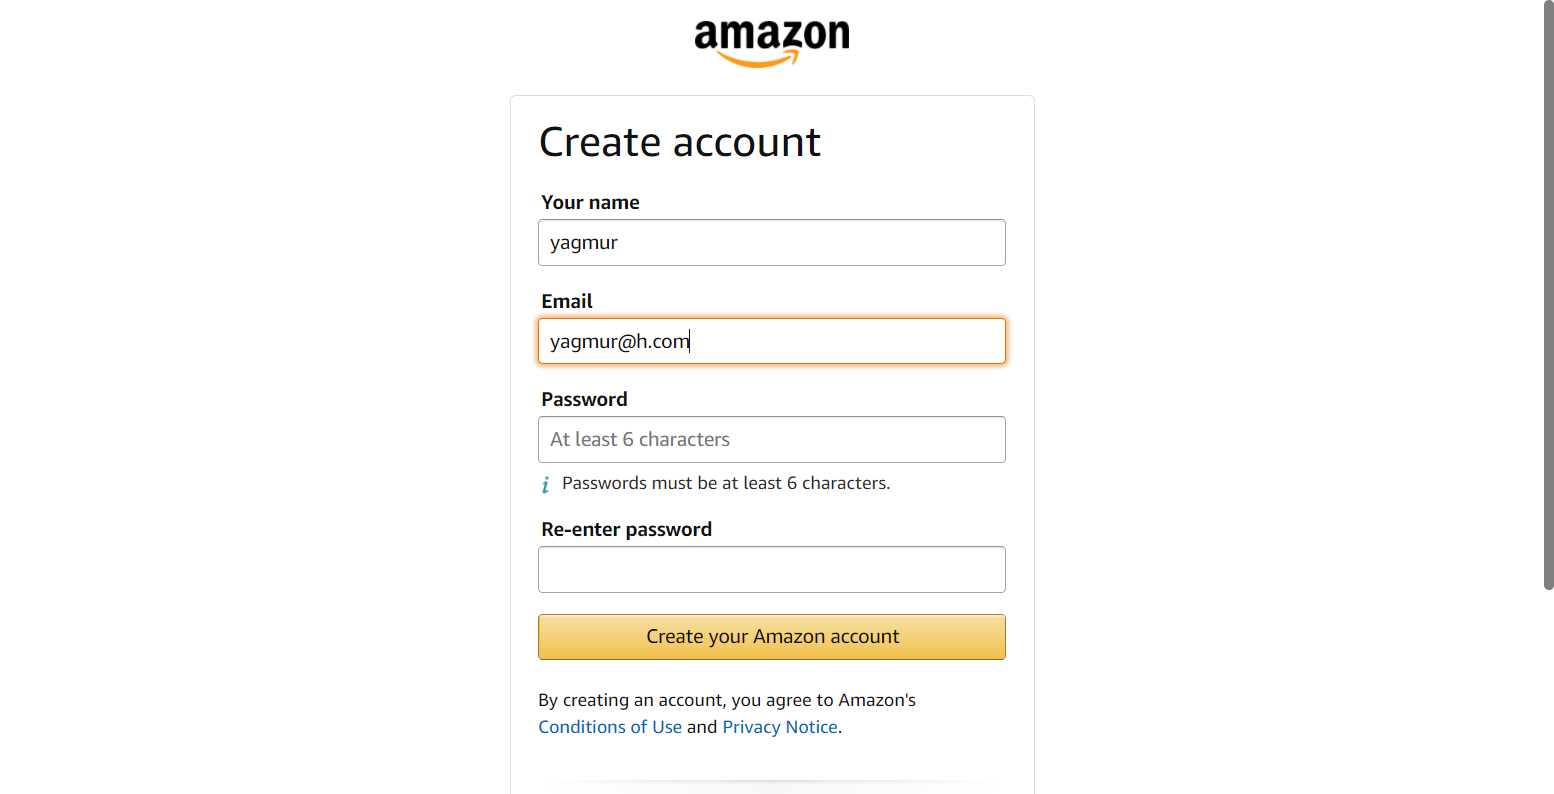 amazon
Create account
Your name
yagmur
Email
yagmur@h.com
Password
At least 6 characters
i Passwords must be at least 6 characters.
Re-enter password
Create your Amazon account
By creating an account, you agree to Amazon's
Conditions of Use and Privacy Notice.